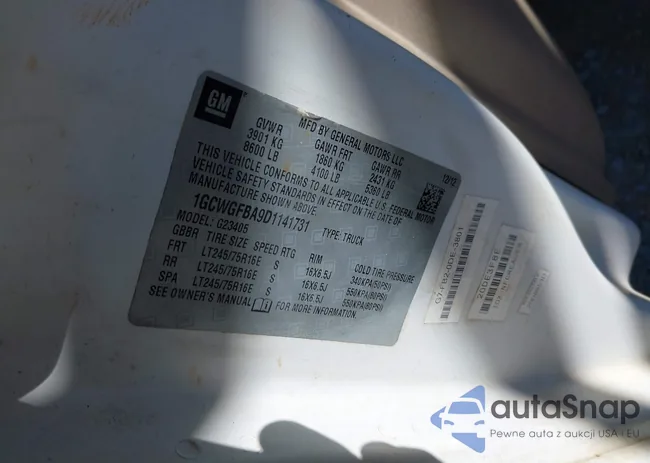 GM
MFD BY GENERAL MOTORS LLC
12/12
GVWR GAWR FRT GAWR RR
3901 KG 1860 KG 2431 KG
8600 LB 4100 LB 5360 LB
THIS VEHICLE CONFORMS TO ALL APPLICABLE U.S. FEDERAL MOTOR
VEHICLE SAFETY STANDARDS IN EFFECT ON THE DATE OF
MANUFACTURE SHOWN ABOVE.
1GCWGFBA9D1141731 TYPE: TRUCK
MODEL: G23405
GBBR TIRE SIZE SPEED RTG RIM COLD TIRE PRESSURE
FRT LT245/75R16E S 16X6.5J 340KPA(50PSI)
RR LT245/75R16E S 16X6.5J 550KPA(80PSI)
SPA LT245/75R16E S 16X6.5J 550KPA(80PSI)
SEE OWNER'S MANUAL FOR MORE INFORMATION.
autaSnap
Pewne auta z aukcji USA i EU